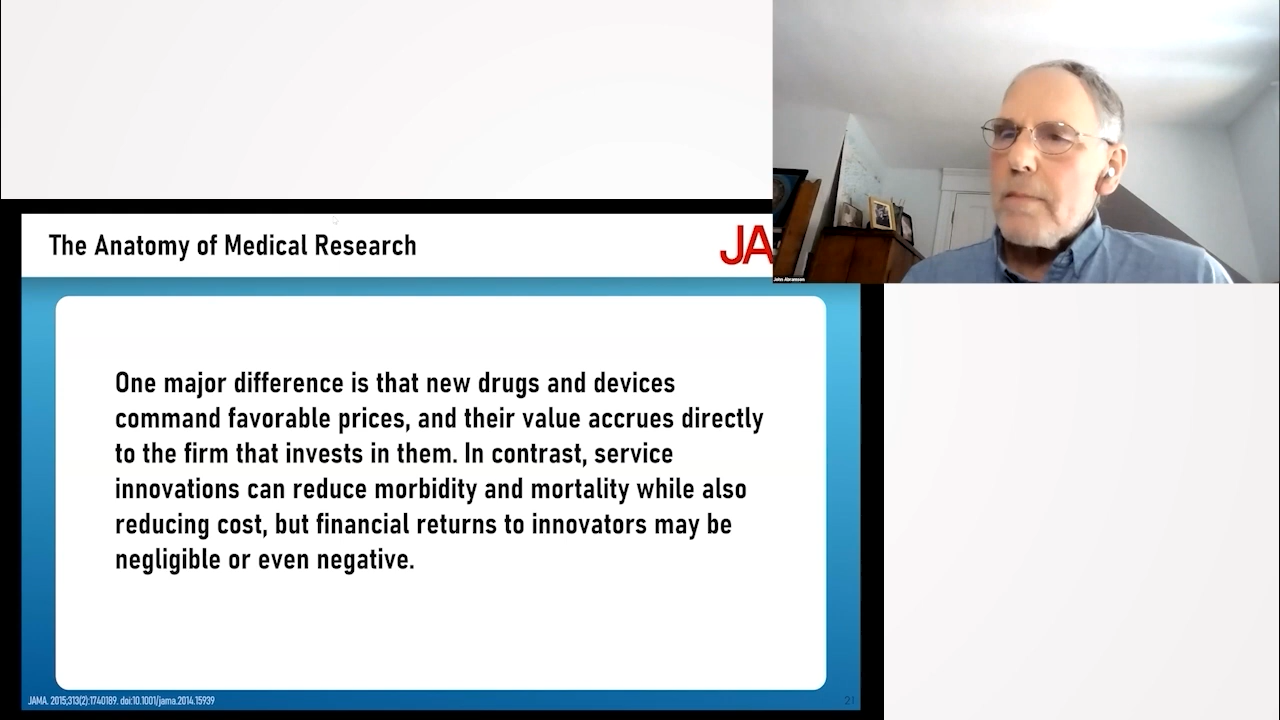 The Anatomy of Medical Research
JA
John Abramson
One major difference is that new drugs and devices
command favorable prices, and their value accrues directly
to the firm that invests in them. In contrast, service
innovations can reduce morbidity and mortality while also
reducing cost, but financial returns to innovators may be
negligible or even negative.
JAMA. 2015;313(2):1740189. doi:10.1001/jama.2014.15939
21